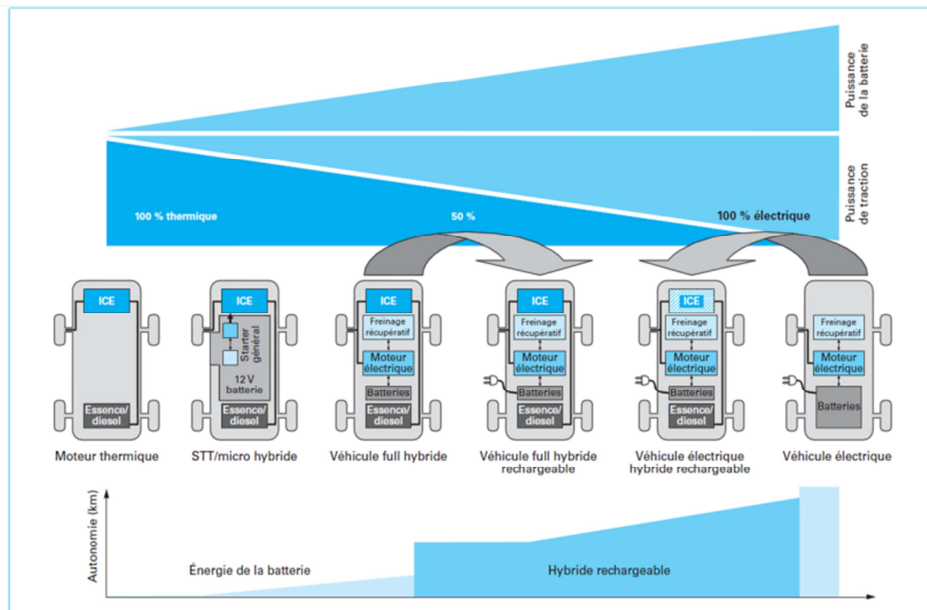 Puissance
de la batterie
Puissance
de traction
100 % thermique
50 %
100 % électrique
ICE
Essence/
diesel
Moteur thermique
ICE
Starter
général
12 V
batterie
Essence/
diesel
STT/micro hybride
ICE
Freinage
récupératif
Moteur
électrique
Batteries
Essence/
diesel
Véhicule full hybride
ICE
Freinage
récupératif
Moteur
électrique
Batteries
Essence/
diesel
Véhicule full hybride
rechargeable
ICE
Freinage
récupératif
Moteur
électrique
Batteries
Essence/
diesel
Véhicule électrique
hybride rechargeable
Freinage
récupératif
Moteur
électrique
Batteries
Véhicule électrique
Autonomie (km)
Énergie de la batterie
Hybride rechargeable